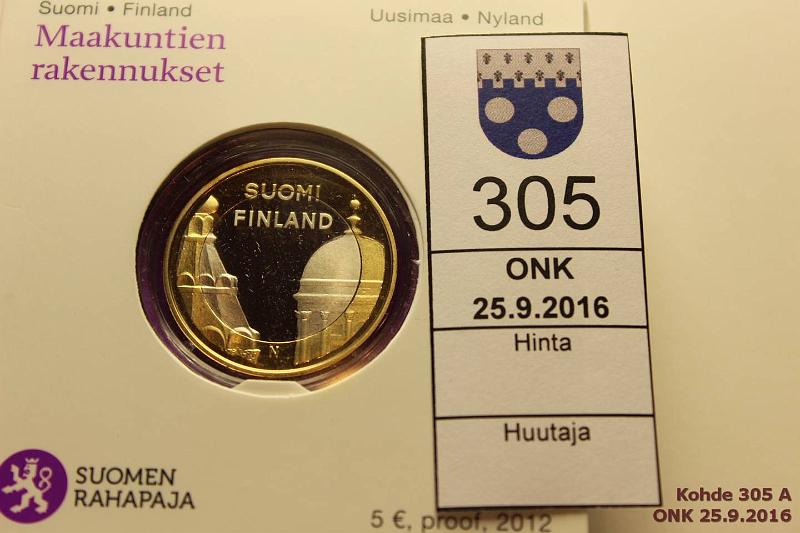 Suomi • Finland
Uusimaa • Nyland
Maakuntien
rakennukset
SUOMI
FINLAND
N
SUOMEN
RAHAPAJA
5 €, proof, 2012
305
ONK
25.9.2016
Hinta
Huutaja
Kohde 305 A
ONK 25.9.2016